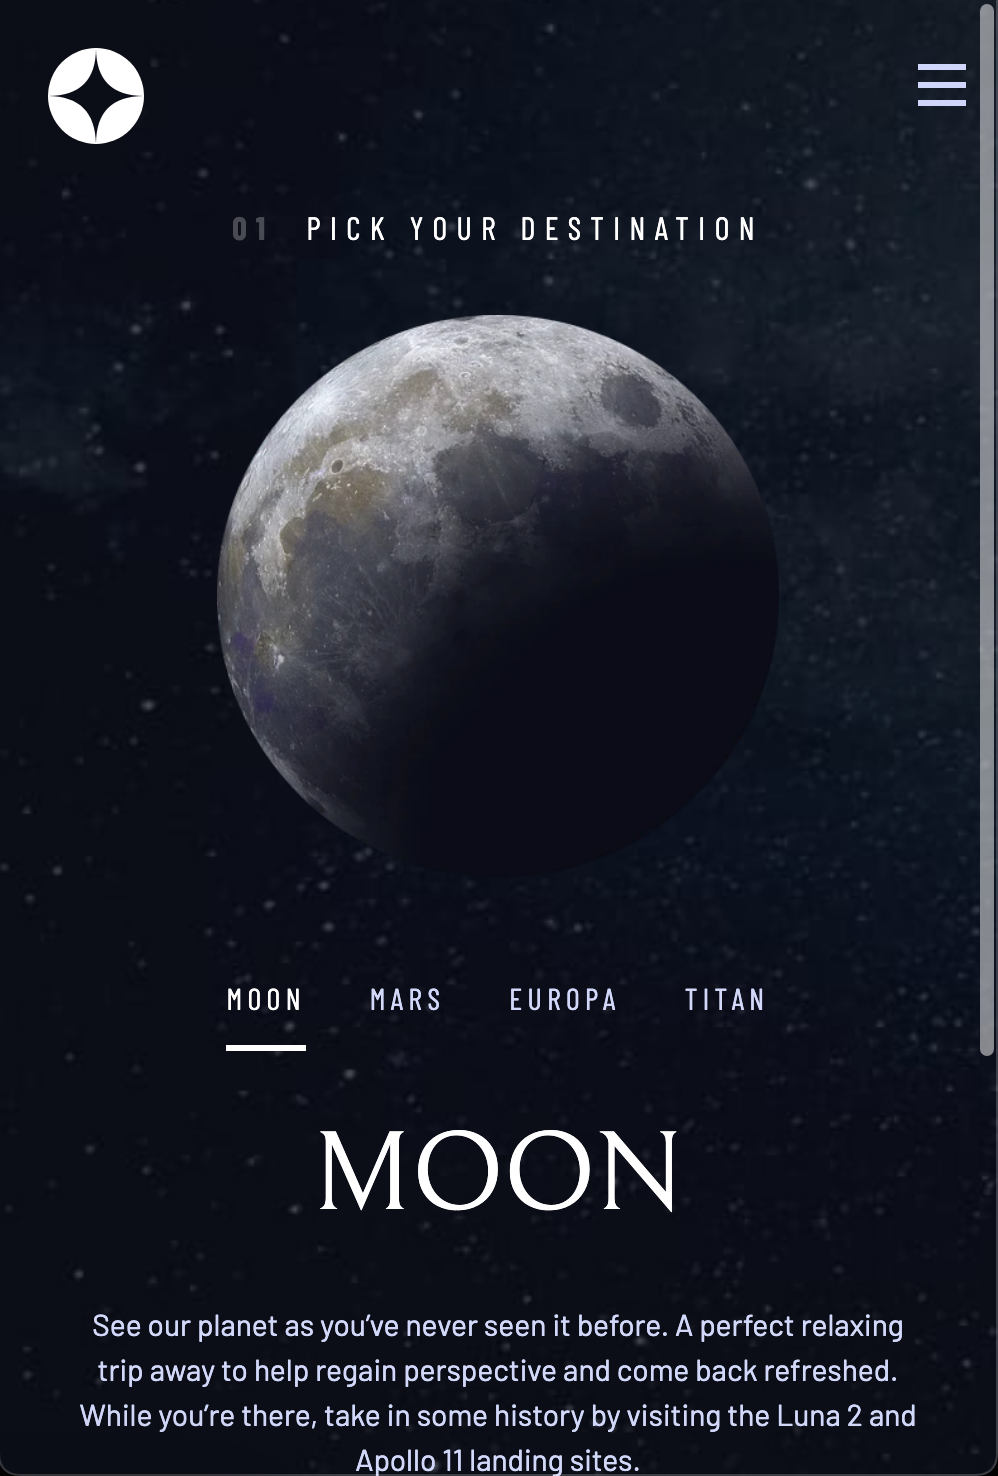 01 PICK YOUR DESTINATION
MOON MARS EUROPA TITAN
MOON
See our planet as you’ve never seen it before. A perfect relaxing
trip away to help regain perspective and come back refreshed.
While you’re there, take in some history by visiting the Luna 2 and
Apollo 11 landing sites.